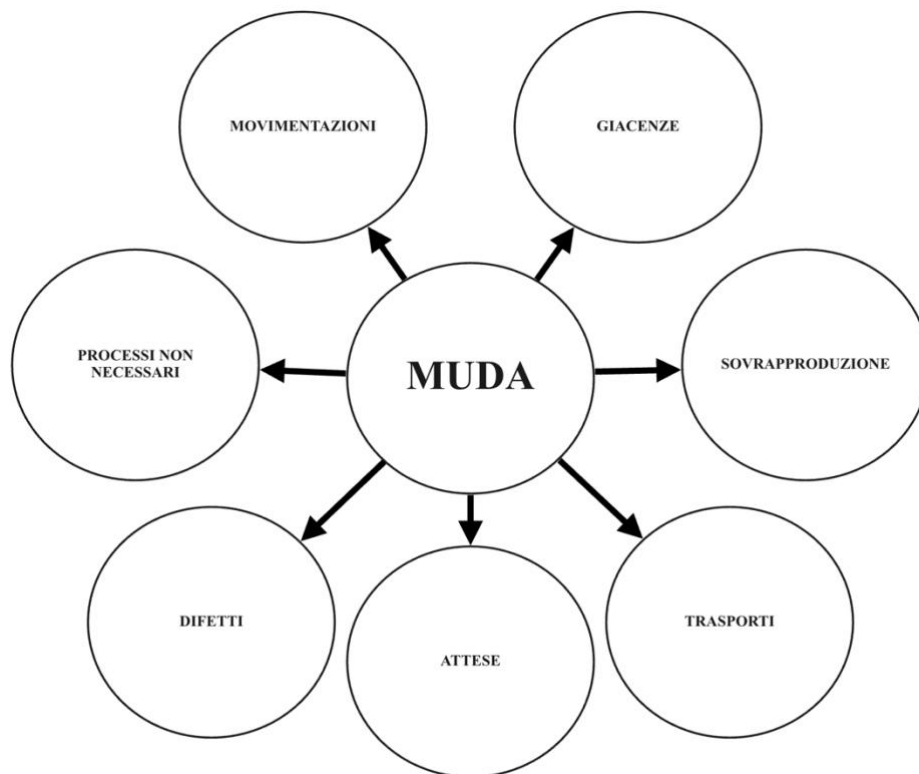 MOVIMENTAZIONI
GIACENZE
PROCESSI NON
NECESSARI
MUDA
SOVRAPPRODUZIONE
DIFETTI
ATTESE
TRASPORTI